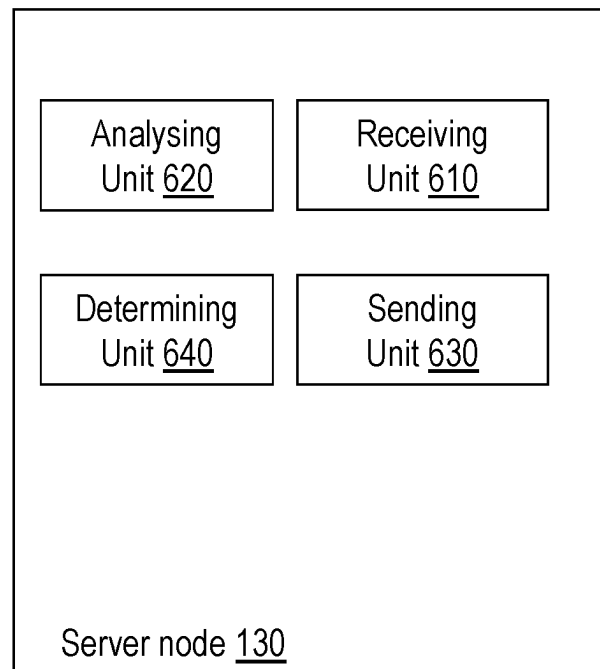 Analysing
Unit 620
Receiving
Unit 610
Determining
Unit 640
Sending
Unit 630
Server node 130